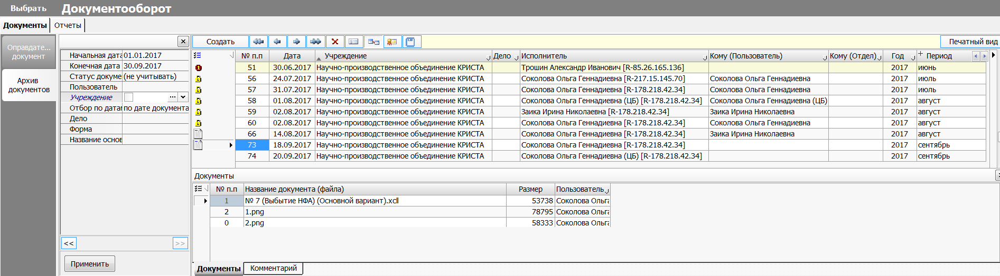 Выбрать Документооборот
Документы Отчеты
Оправдате... документ
Архив документов
Начальная дата 01.01.2017
Конечная дата 30.09.2017
Статус докуме (не учитывать)
Пользователь
Учреждение ...
Отбор по датам по дате документа
Дело
Форма
Название основ
<< >>
Применить
Создать Печатный вид
№ п.п Дата Учреждение Дело Исполнитель Кому (Пользователь) Кому (Отдел) Год Период
51 30.06.2017 Научно-производственное объединение КРИСТА Трошин Александр Иванович [R-85.26.165.136] 2017 июнь
56 24.07.2017 Научно-производственное объединение КРИСТА Соколова Ольга Геннадиевна [R-217.15.145.70] Соколова Ольга Геннадиевна 2017 июль
57 31.07.2017 Научно-производственное объединение КРИСТА Соколова Ольга Геннадиевна [R-178.218.42.34] Соколова Ольга Геннадиевна 2017 июль
58 01.08.2017 Научно-производственное объединение КРИСТА Соколова Ольга Геннадиевна (ЦБ) [R-178.218.42.34] Соколова Ольга Геннадиевна (ЦБ) 2017 август
59 02.08.2017 Научно-производственное объединение КРИСТА Заика Ирина Николаевна [R-178.218.42.34] Заика Ирина Николаевна 2017 август
60 02.08.2017 Научно-производственное объединение КРИСТА Соколова Ольга Геннадиевна [R-178.218.42.34] Соколова Ольга Геннадиевна 2017 август
66 14.08.2017 Научно-производственное объединение КРИСТА Соколова Ольга Геннадиевна [R-178.218.42.34] Заика Ирина Николаевна 2017 август
73 18.09.2017 Научно-производственное объединение КРИСТА Соколова Ольга Геннадиевна [R-178.218.42.34] 2017 сентябрь
74 20.09.2017 Научно-производственное объединение КРИСТА Соколова Ольга Геннадиевна (ЦБ) [R-178.218.42.34] 2017 сентябрь
Документы
№ п.п Название документа (файла) Размер Пользователь
1 № 7 (Выбытие НФА) (Основной вариант).xcll 53738 Соколова Ольга
2 1.png 78795 Соколова Ольга
0 2.png 58333 Соколова Ольга
Документы Комментарий